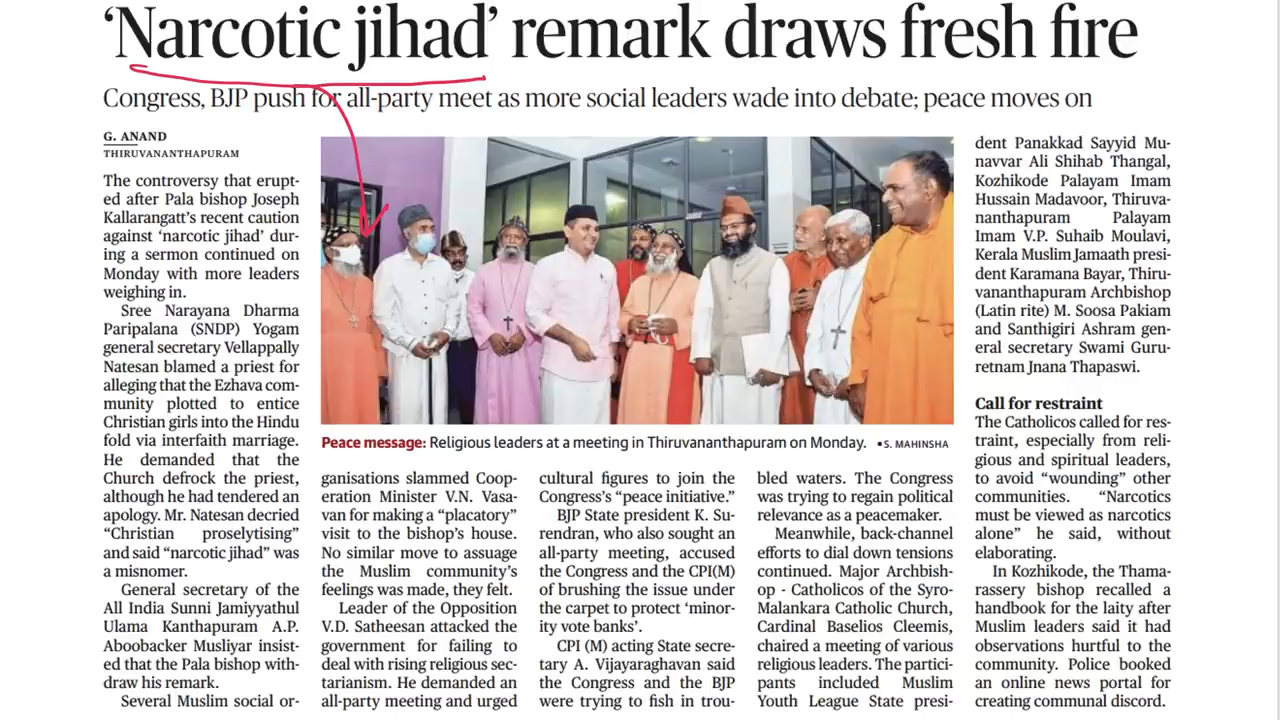 ‘Narcotic jihad’ remark draws fresh fire
Congress, BJP push for all-party meet as more social leaders wade into debate; peace moves on
G. ANAND
THIRUVANANTHAPURAM
The controversy that erupt-
ed after Pala bishop Joseph
Kallarangatt’s recent caution
against ‘narcotic jihad’ dur-
ing a sermon continued on
Monday with more leaders
weighing in.
Sree Narayana Dharma
Paripalana (SNDP) Yogam
general secretary Vellappally
Natesan blamed a priest for
alleging that the Ezhava com-
munity plotted to entice
Christian girls into the Hindu
fold via interfaith marriage.
He demanded that the
Church defrock the priest,
although he had tendered an
apology. Mr. Natesan decried
“Christian proselytising”
and said “narcotic jihad” was
a misnomer.
General secretary of the
All India Sunni Jamiyyathul
Ulama Kanthapuram A.P.
Aboobacker Musliyar insist-
ed that the Pala bishop with-
draw his remark.
Several Muslim social or-
Peace message: Religious leaders at a meeting in Thiruvananthapuram on Monday. ▪S. MAHINSHA
ganisations slammed Coop-
eration Minister V.N. Vasa-
van for making a “placatory”
visit to the bishop’s house.
No similar move to assuage
the Muslim community’s
feelings was made, they felt.
Leader of the Opposition
V.D. Satheesan attacked the
government for failing to
deal with rising religious sec-
tarianism. He demanded an
all-party meeting and urged
cultural figures to join the
Congress’s “peace initiative.”
BJP State president K. Su-
rendran, who also sought an
all-party meeting, accused
the Congress and the CPI(M)
of brushing the issue under
the carpet to protect ‘minor-
ity vote banks’.
CPI (M) acting State secre-
tary A. Vijayaraghavan said
the Congress and the BJP
were trying to fish in trou-
bled waters. The Congress
was trying to regain political
relevance as a peacemaker.
Meanwhile, back-channel
efforts to dial down tensions
continued. Major Archbish-
op - Catholicos of the Syro-
Malankara Catholic Church,
Cardinal Baselios Cleemis,
chaired a meeting of various
religious leaders. The partici-
pants included Muslim
Youth League State presi-
dent Panakkad Sayyid Mu-
navvar Ali Shihab Thangal,
Kozhikode Palayam Imam
Hussain Madavoor, Thiruva-
nanthapuram Palayam
Imam V.P. Suhaib Moulavi,
Kerala Muslim Jamaath presi-
dent Karamana Bayar, Thiru-
vananthapuram Archbishop
(Latin rite) M. Soosa Pakiam
and Santhigiri Ashram gen-
eral secretary Swami Guru-
retnam Jnana Thapaswi.
Call for restraint
The Catholicos called for res-
traint, especially from reli-
gious and spiritual leaders,
to avoid “wounding” other
communities. “Narcotics
must be viewed as narcotics
alone” he said, without
elaborating.
In Kozhikode, the Thama-
rassery bishop recalled a
handbook for the laity after
Muslim leaders said it had
observations hurtful to the
community. Police booked
an online news portal for
creating communal discord.